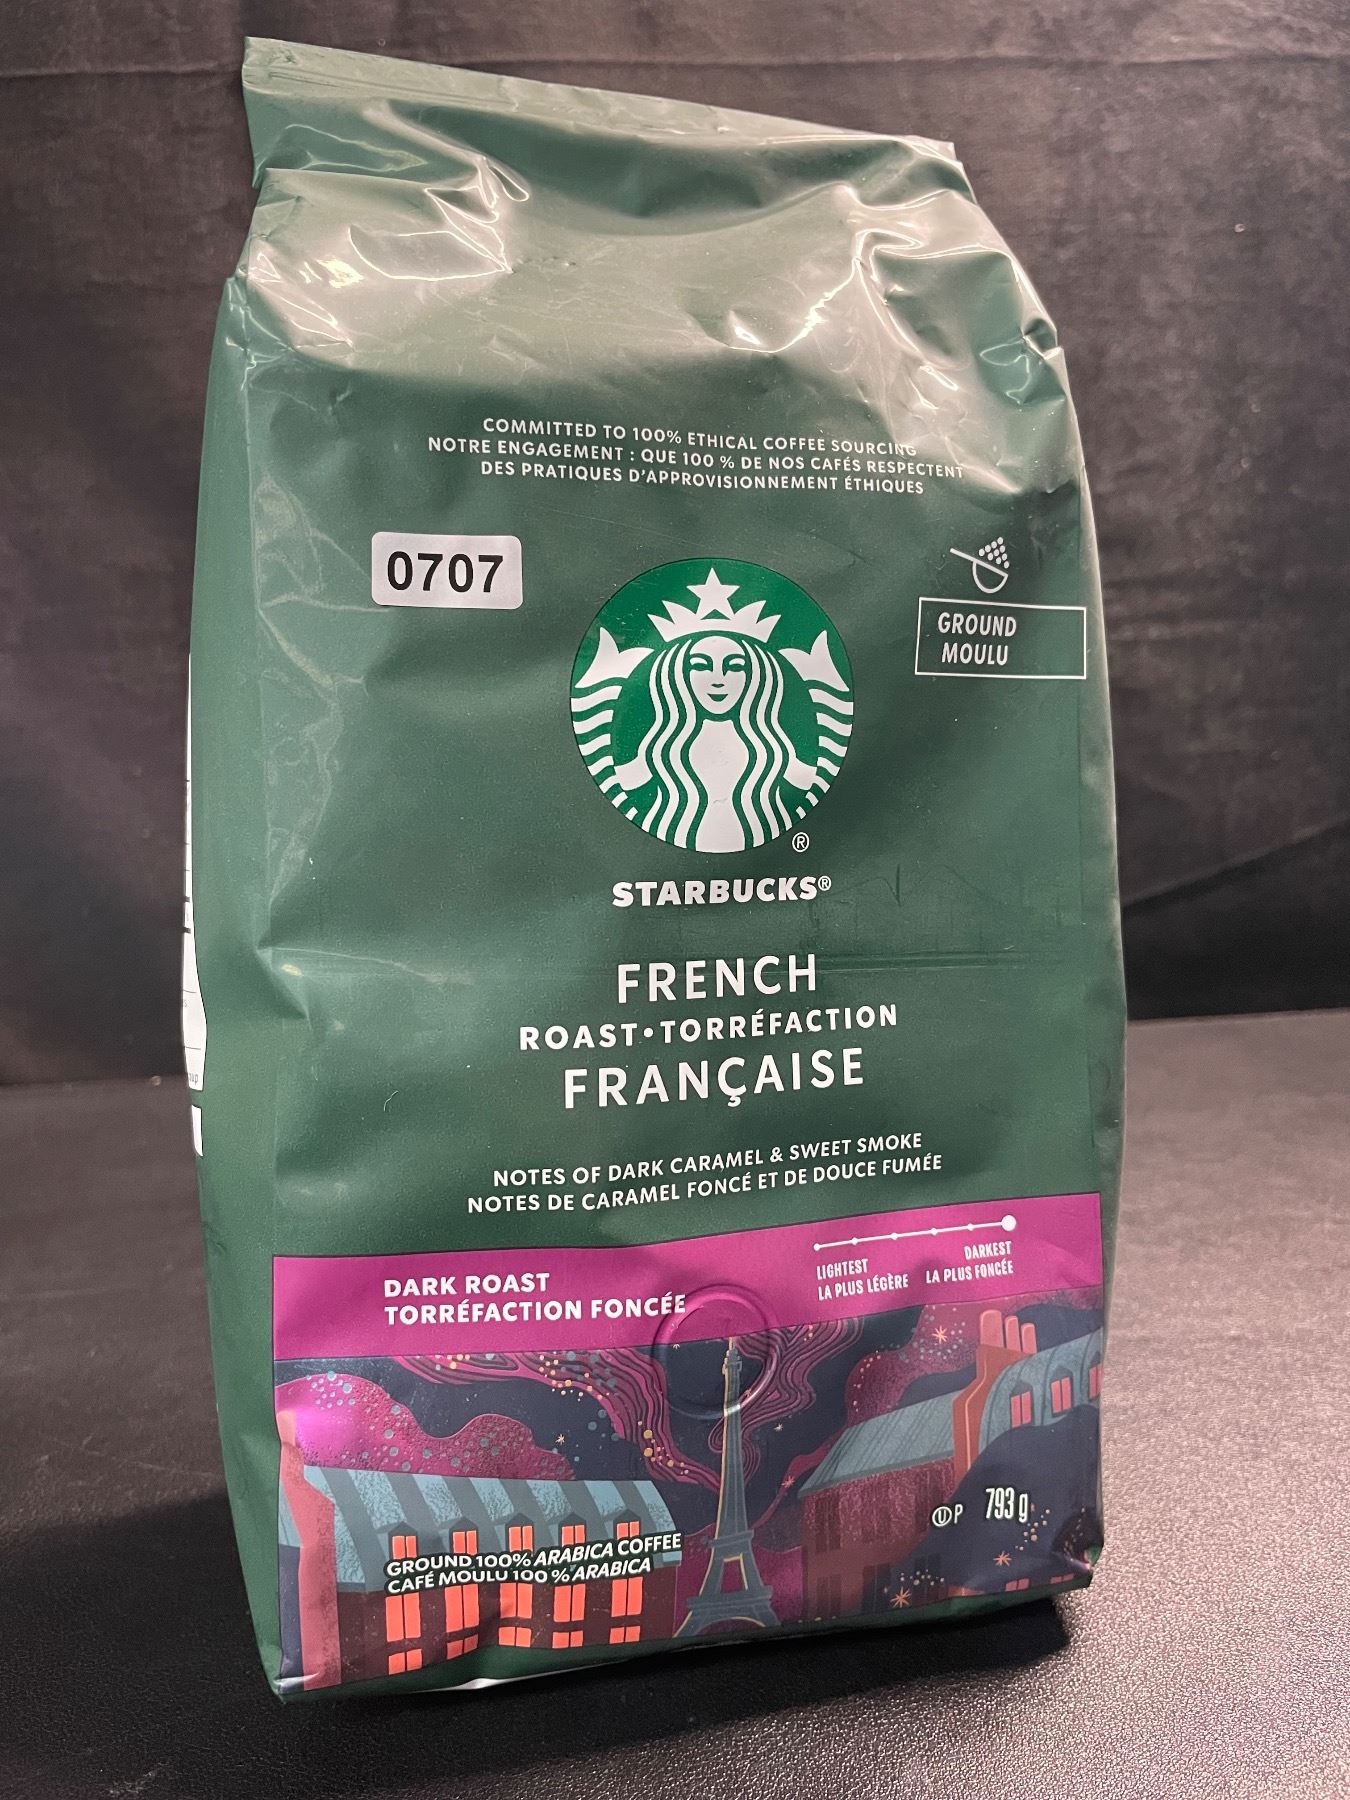 COMMITTED TO 100% ETHICAL COFFEE SOURCING
NOTRE ENGAGEMENT : QUE 100 % DE NOS CAFÉS RESPECTENT
DES PRATIQUES D'APPROVISIONNEMENT ÉTHIQUES
0707
GROUND
MOULU
®
STARBUCKS®
FRENCH
ROAST•TORRÉFACTION
FRANÇAISE
NOTES OF DARK CARAMEL & SWEET SMOKE
NOTES DE CARAMEL FONCÉ ET DE DOUCE FUMÉE
DARK ROAST
TORRÉFACTION FONCÉE
LIGHTEST
LA PLUS LÉGÈRE
DARKEST
LA PLUS FONCÉE
GROUND 100% ARABICA COFFEE
CAFÉ MOULU 100 % ARABICA
Ⓤ P 793 g